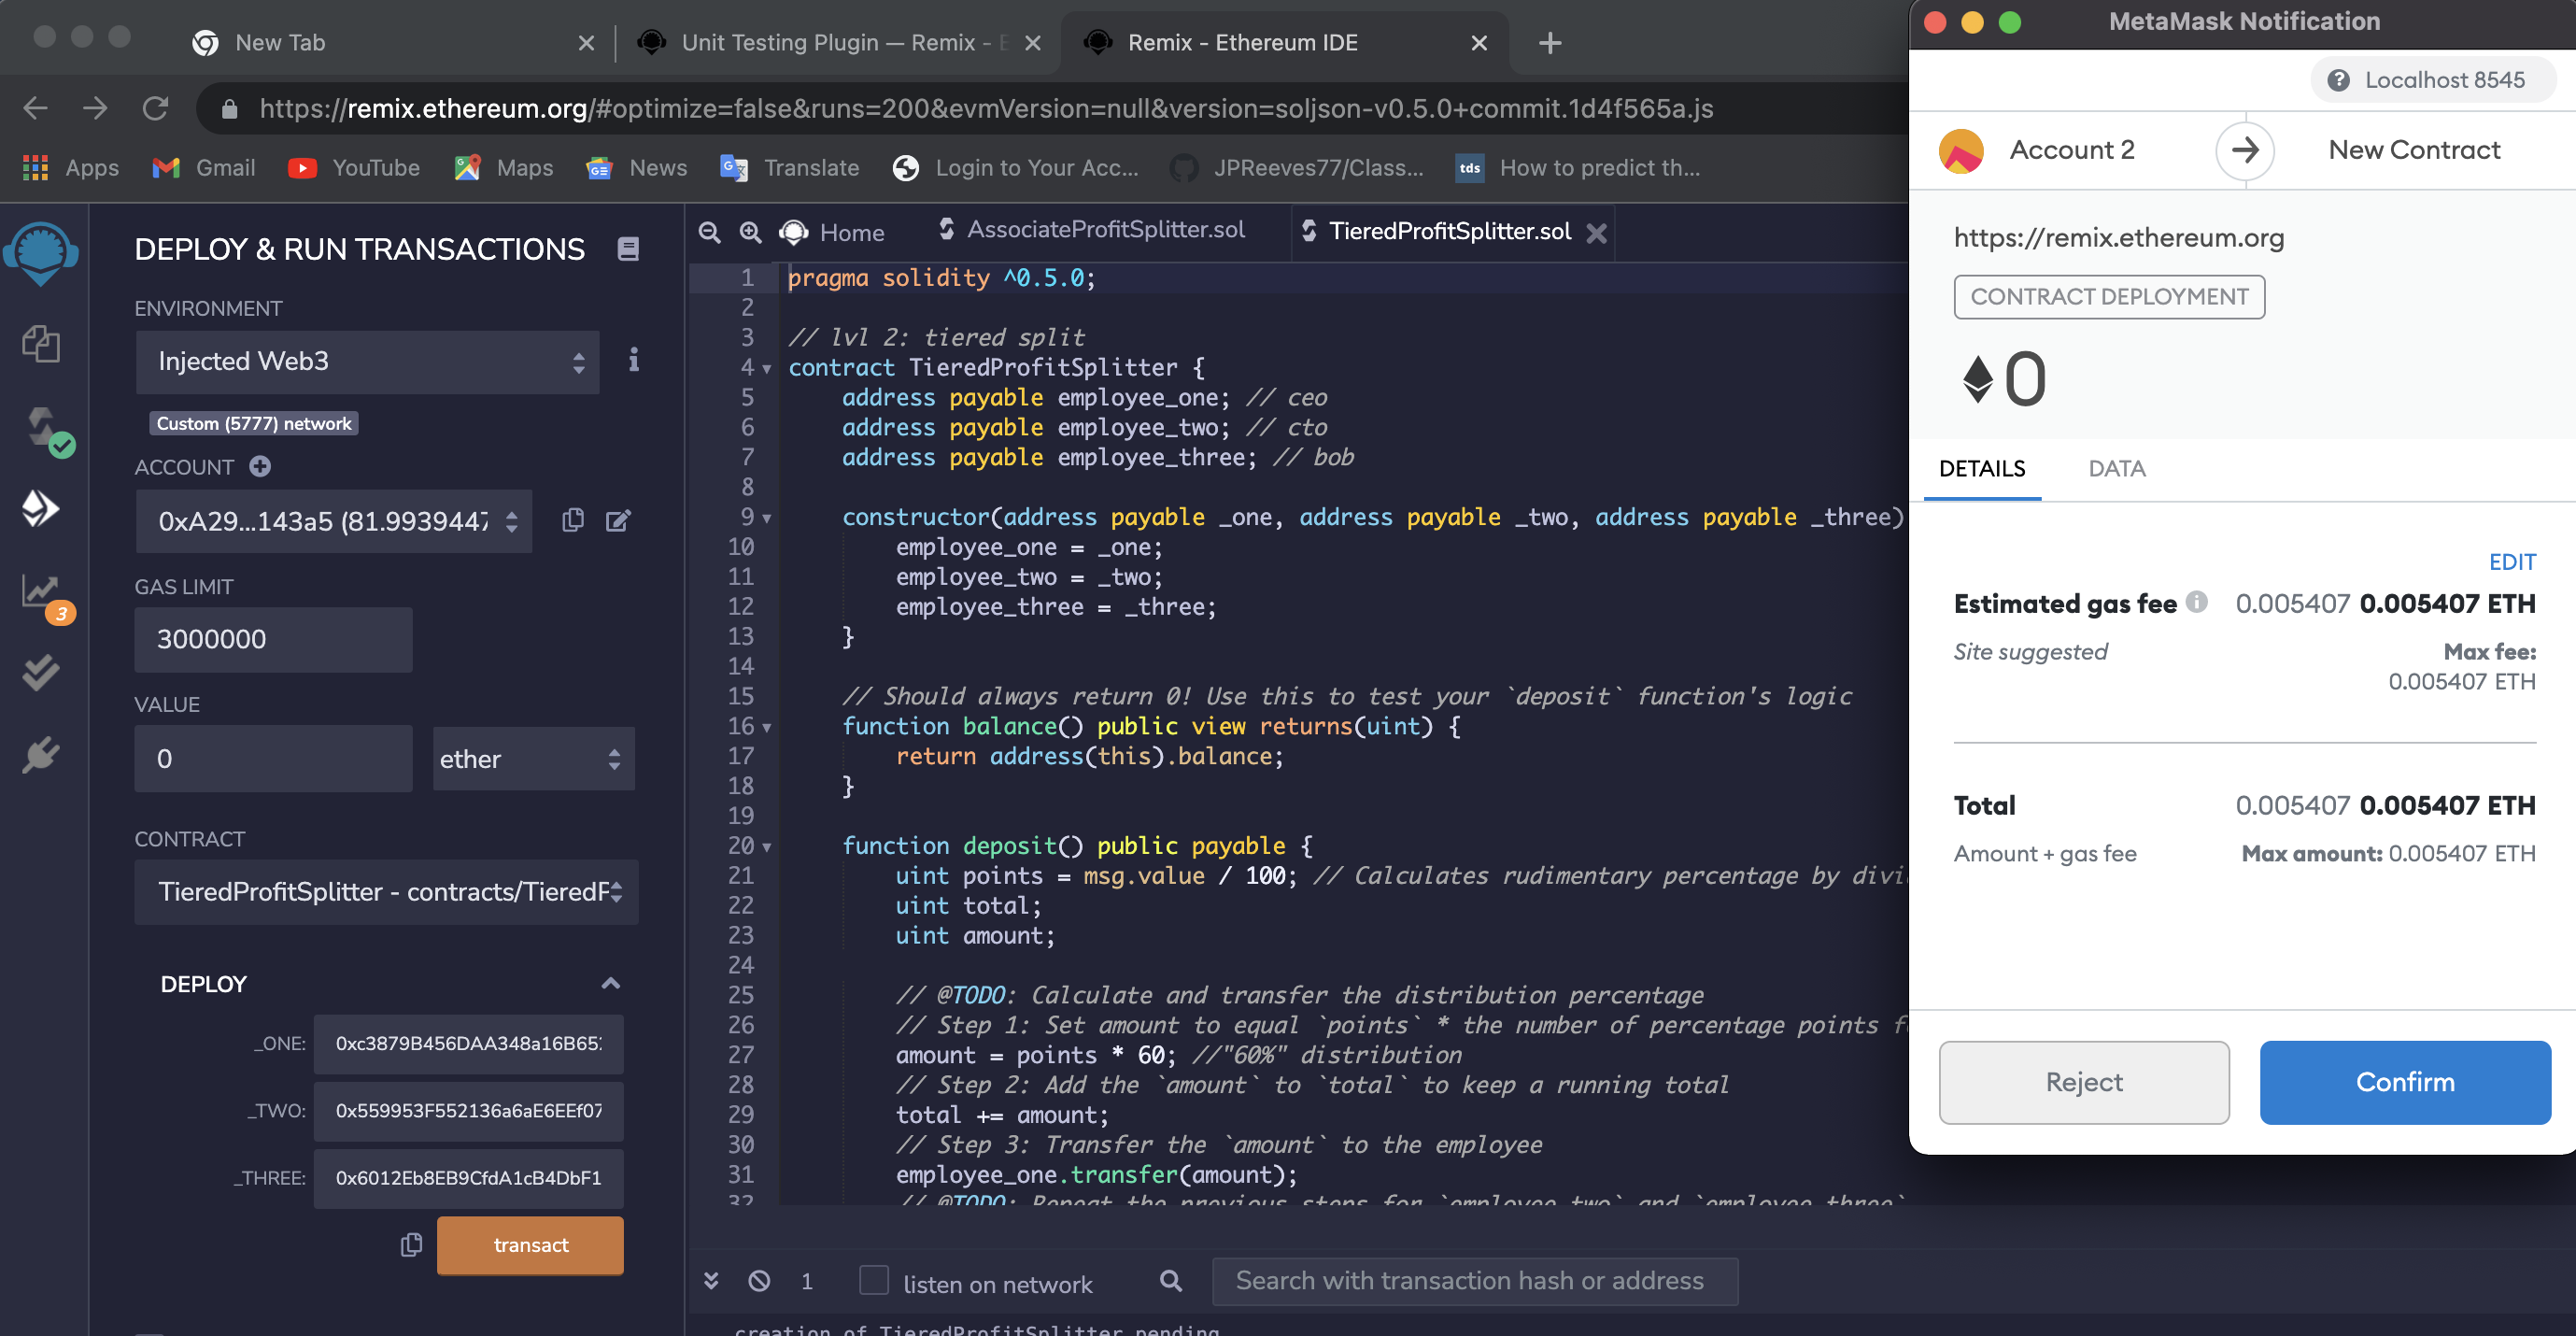 New Tab
Unit Testing Plugin — Remix - E
Remix - Ethereum IDE
https://remix.ethereum.org/#optimize=false&runs=200&evmVersion=null&version=soljson-v0.5.0+commit.1d4f565a.js
Apps
Gmail
YouTube
Maps
News
Translate
Login to Your Acc...
JPReeves77/Class...
tds
How to predict th...
DEPLOY & RUN TRANSACTIONS
ENVIRONMENT
Injected Web3
Custom (5777) network
ACCOUNT
0xA29...143a5 (81.9939447
GAS LIMIT
3000000
VALUE
0
ether
CONTRACT
TieredProfitSplitter - contracts/TieredP
DEPLOY
_ONE:
0xc3879B456DAA348a16B65
_TWO:
0x559953F552136a6aE6EEf07
_THREE:
0x6012Eb8EB9CfdA1cB4DbF1
transact
3
Home
AssociateProfitSplitter.sol
TieredProfitSplitter.sol
1 pragma solidity ^0.5.0;
2
3 // lvl 2: tiered split
4 contract TieredProfitSplitter {
5 address payable employee_one; // ceo
6 address payable employee_two; // cto
7 address payable employee_three; // bob
8
9 constructor(address payable _one, address payable _two, address payable _three)
10 employee_one = _one;
11 employee_two = _two;
12 employee_three = _three;
13 }
14
15 // Should always return 0! Use this to test your `deposit` function's logic
16 function balance() public view returns(uint) {
17 return address(this).balance;
18 }
19
20 function deposit() public payable {
21 uint points = msg.value / 100; // Calculates rudimentary percentage by divi
22 uint total;
23 uint amount;
24
25 // @TODO: Calculate and transfer the distribution percentage
26 // Step 1: Set amount to equal `points` * the number of percentage points f
27 amount = points * 60; //"60%" distribution
28 // Step 2: Add the `amount` to `total` to keep a running total
29 total += amount;
30 // Step 3: Transfer the `amount` to the employee
31 employee_one.transfer(amount);
32 // @TODO: Repeat the previous steps for `employee_two` and `employee_three`
1
listen on network
Search with transaction hash or address
creation of TieredProfitSplitter pending
MetaMask Notification
Localhost 8545
Account 2
New Contract
https://remix.ethereum.org
CONTRACT DEPLOYMENT
0
DETAILS
DATA
EDIT
Estimated gas fee 0.005407 0.005407 ETH
Site suggested
Max fee:
0.005407 ETH
Total 0.005407 0.005407 ETH
Amount + gas fee
Max amount: 0.005407 ETH
Reject
Confirm